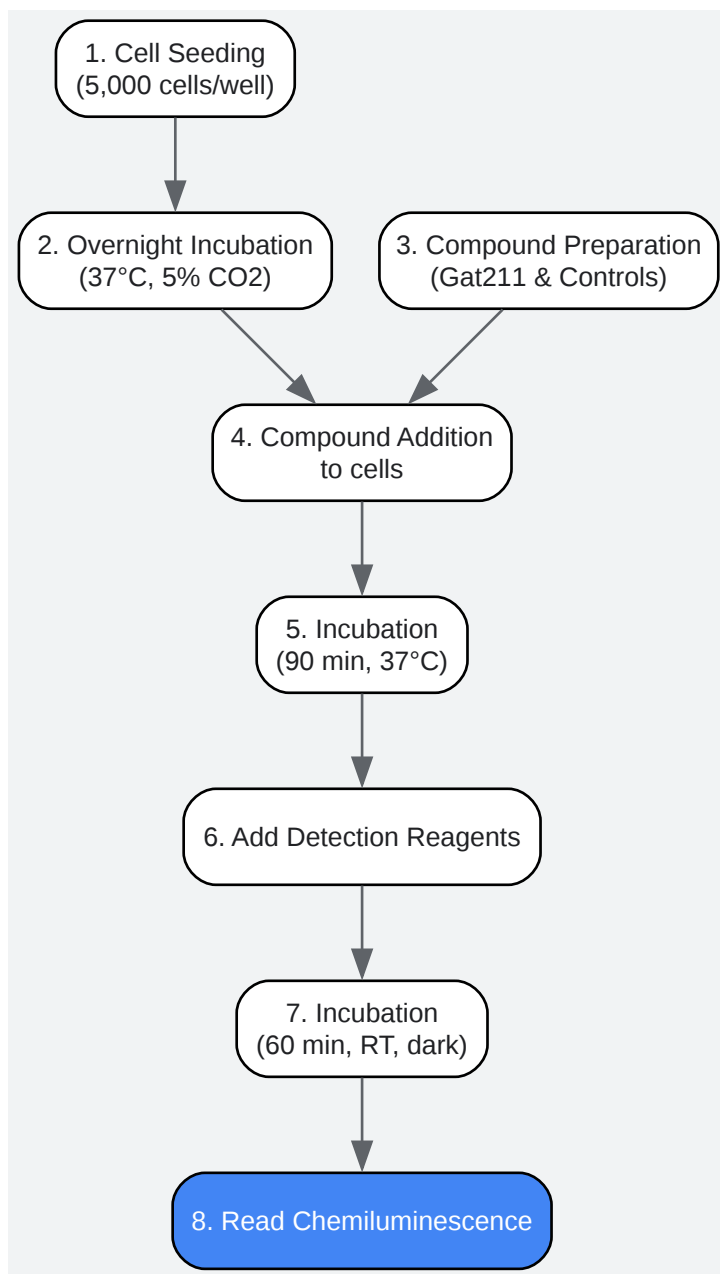 1. Cell Seeding
(5,000 cells/well)
2. Overnight Incubation
(37°C, 5% CO2)
3. Compound Preparation
(Gat211 & Controls)
4. Compound Addition
to cells
5. Incubation
(90 min, 37°C)
6. Add Detection Reagents
7. Incubation
(60 min, RT, dark)
8. Read Chemiluminescence